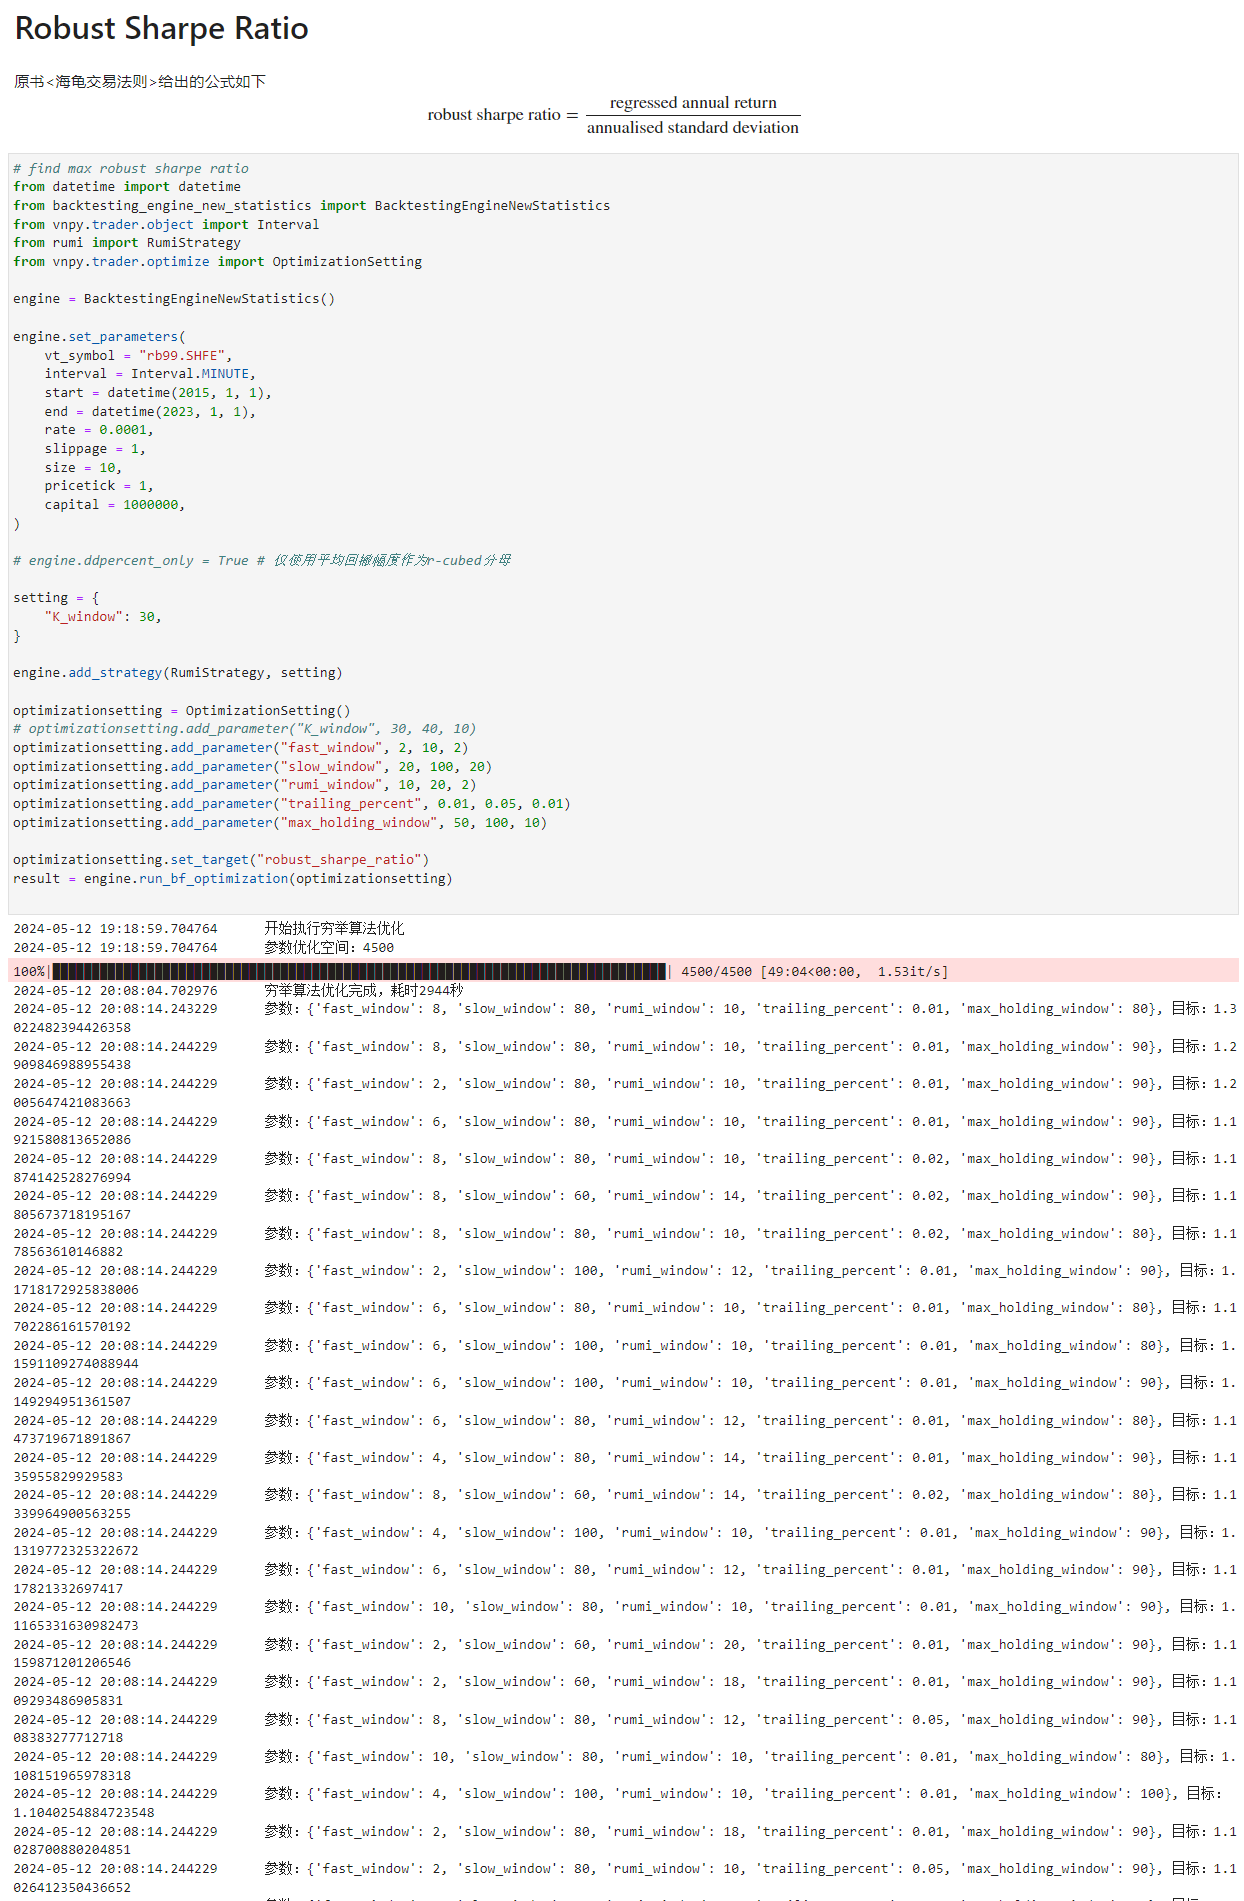 Robust Sharpe Ratio
原书<海龟交易法则>给出的公式如下
robust sharpe ratio = regressed annual return / annualised standard deviation
# find max robust sharpe ratio
from datetime import datetime
from backtesting_engine_new_statistics import BacktestingEngineNewStatistics
from vnpy.trader.object import Interval
from rumi import RumiStrategy
from vnpy.trader.optimize import OptimizationSetting
engine = BacktestingEngineNewStatistics()
engine.set_parameters(
vt_symbol = "rb99.SHFE",
interval = Interval.MINUTE,
start = datetime(2015, 1, 1),
end = datetime(2023, 1, 1),
rate = 0.0001,
slippage = 1,
size = 10,
pricetick = 1,
capital = 1000000,
)
# engine.ddpercent_only = True # 仅使用平均回撤幅度作为r-cubed分母
setting = {
"K_window": 30,
}
engine.add_strategy(RumiStrategy, setting)
optimizationsetting = OptimizationSetting()
# optimizationsetting.add_parameter("K_window", 30, 40, 10)
optimizationsetting.add_parameter("fast_window", 2, 10, 2)
optimizationsetting.add_parameter("slow_window", 20, 100, 20)
optimizationsetting.add_parameter("rumi_window", 10, 20, 2)
optimizationsetting.add_parameter("trailing_percent", 0.01, 0.05, 0.01)
optimizationsetting.add_parameter("max_holding_window", 50, 100, 10)
optimizationsetting.set_target("robust_sharpe_ratio")
result = engine.run_bf_optimization(optimizationsetting)
2024-05-12 19:18:59.704764 开始执行穷举算法优化
2024-05-12 19:18:59.704764 参数优化空间：4500
100%| | 4500/4500 [49:04<00:00, 1.53it/s]
2024-05-12 20:08:04.702976 穷举算法优化完成，耗时2944秒
2024-05-12 20:08:14.243229 参数：{'fast_window': 8, 'slow_window': 80, 'rumi_window': 10, 'trailing_percent': 0.01, 'max_holding_window': 80}, 目标：1.3
022482394426358
2024-05-12 20:08:14.244229 参数：{'fast_window': 8, 'slow_window': 80, 'rumi_window': 10, 'trailing_percent': 0.01, 'max_holding_window': 90}, 目标：1.2
909846988955438
2024-05-12 20:08:14.244229 参数：{'fast_window': 2, 'slow_window': 80, 'rumi_window': 10, 'trailing_percent': 0.01, 'max_holding_window': 90}, 目标：1.2
005647421083663
2024-05-12 20:08:14.244229 参数：{'fast_window': 6, 'slow_window': 80, 'rumi_window': 10, 'trailing_percent': 0.01, 'max_holding_window': 90}, 目标：1.1
921580813652086
2024-05-12 20:08:14.244229 参数：{'fast_window': 8, 'slow_window': 80, 'rumi_window': 10, 'trailing_percent': 0.02, 'max_holding_window': 90}, 目标：1.1
874142528276994
2024-05-12 20:08:14.244229 参数：{'fast_window': 8, 'slow_window': 60, 'rumi_window': 14, 'trailing_percent': 0.02, 'max_holding_window': 90}, 目标：1.1
805673718195167
2024-05-12 20:08:14.244229 参数：{'fast_window': 8, 'slow_window': 80, 'rumi_window': 10, 'trailing_percent': 0.02, 'max_holding_window': 80}, 目标：1.1
78563610146882
2024-05-12 20:08:14.244229 参数：{'fast_window': 2, 'slow_window': 100, 'rumi_window': 12, 'trailing_percent': 0.01, 'max_holding_window': 90}, 目标：1.
1718172925838006
2024-05-12 20:08:14.244229 参数：{'fast_window': 6, 'slow_window': 80, 'rumi_window': 10, 'trailing_percent': 0.01, 'max_holding_window': 80}, 目标：1.1
702286161570192
2024-05-12 20:08:14.244229 参数：{'fast_window': 6, 'slow_window': 100, 'rumi_window': 10, 'trailing_percent': 0.01, 'max_holding_window': 80}, 目标：1.
1591109274088944
2024-05-12 20:08:14.244229 参数：{'fast_window': 6, 'slow_window': 100, 'rumi_window': 10, 'trailing_percent': 0.01, 'max_holding_window': 90}, 目标：1.
149294951361507
2024-05-12 20:08:14.244229 参数：{'fast_window': 6, 'slow_window': 80, 'rumi_window': 12, 'trailing_percent': 0.01, 'max_holding_window': 80}, 目标：1.1
473719671891867
2024-05-12 20:08:14.244229 参数：{'fast_window': 4, 'slow_window': 80, 'rumi_window': 14, 'trailing_percent': 0.01, 'max_holding_window': 90}, 目标：1.1
35955829929583
2024-05-12 20:08:14.244229 参数：{'fast_window': 8, 'slow_window': 60, 'rumi_window': 14, 'trailing_percent': 0.02, 'max_holding_window': 80}, 目标：1.1
339964900563255
2024-05-12 20:08:14.244229 参数：{'fast_window': 4, 'slow_window': 100, 'rumi_window': 10, 'trailing_percent': 0.01, 'max_holding_window': 90}, 目标：1.
1319772325322672
2024-05-12 20:08:14.244229 参数：{'fast_window': 6, 'slow_window': 80, 'rumi_window': 12, 'trailing_percent': 0.01, 'max_holding_window': 90}, 目标：1.1
17821332697417
2024-05-12 20:08:14.244229 参数：{'fast_window': 10, 'slow_window': 80, 'rumi_window': 10, 'trailing_percent': 0.01, 'max_holding_window': 90}, 目标：1.
1165331630982473
2024-05-12 20:08:14.244229 参数：{'fast_window': 2, 'slow_window': 60, 'rumi_window': 20, 'trailing_percent': 0.01, 'max_holding_window': 90}, 目标：1.1
159871201206546
2024-05-12 20:08:14.244229 参数：{'fast_window': 2, 'slow_window': 60, 'rumi_window': 18, 'trailing_percent': 0.01, 'max_holding_window': 90}, 目标：1.1
09293486905831
2024-05-12 20:08:14.244229 参数：{'fast_window': 8, 'slow_window': 80, 'rumi_window': 12, 'trailing_percent': 0.05, 'max_holding_window': 90}, 目标：1.1
08383277712718
2024-05-12 20:08:14.244229 参数：{'fast_window': 10, 'slow_window': 80, 'rumi_window': 10, 'trailing_percent': 0.01, 'max_holding_window': 80}, 目标：1.
108151965978318
2024-05-12 20:08:14.244229 参数：{'fast_window': 4, 'slow_window': 100, 'rumi_window': 10, 'trailing_percent': 0.01, 'max_holding_window': 100}, 目标：
1.1040254884723548
2024-05-12 20:08:14.244229 参数：{'fast_window': 2, 'slow_window': 80, 'rumi_window': 18, 'trailing_percent': 0.01, 'max_holding_window': 90}, 目标：1.1
028700880204851
2024-05-12 20:08:14.244229 参数：{'fast_window': 2, 'slow_window': 80, 'rumi_window': 10, 'trailing_percent': 0.05, 'max_holding_window': 90}, 目标：1.1
026412350436652